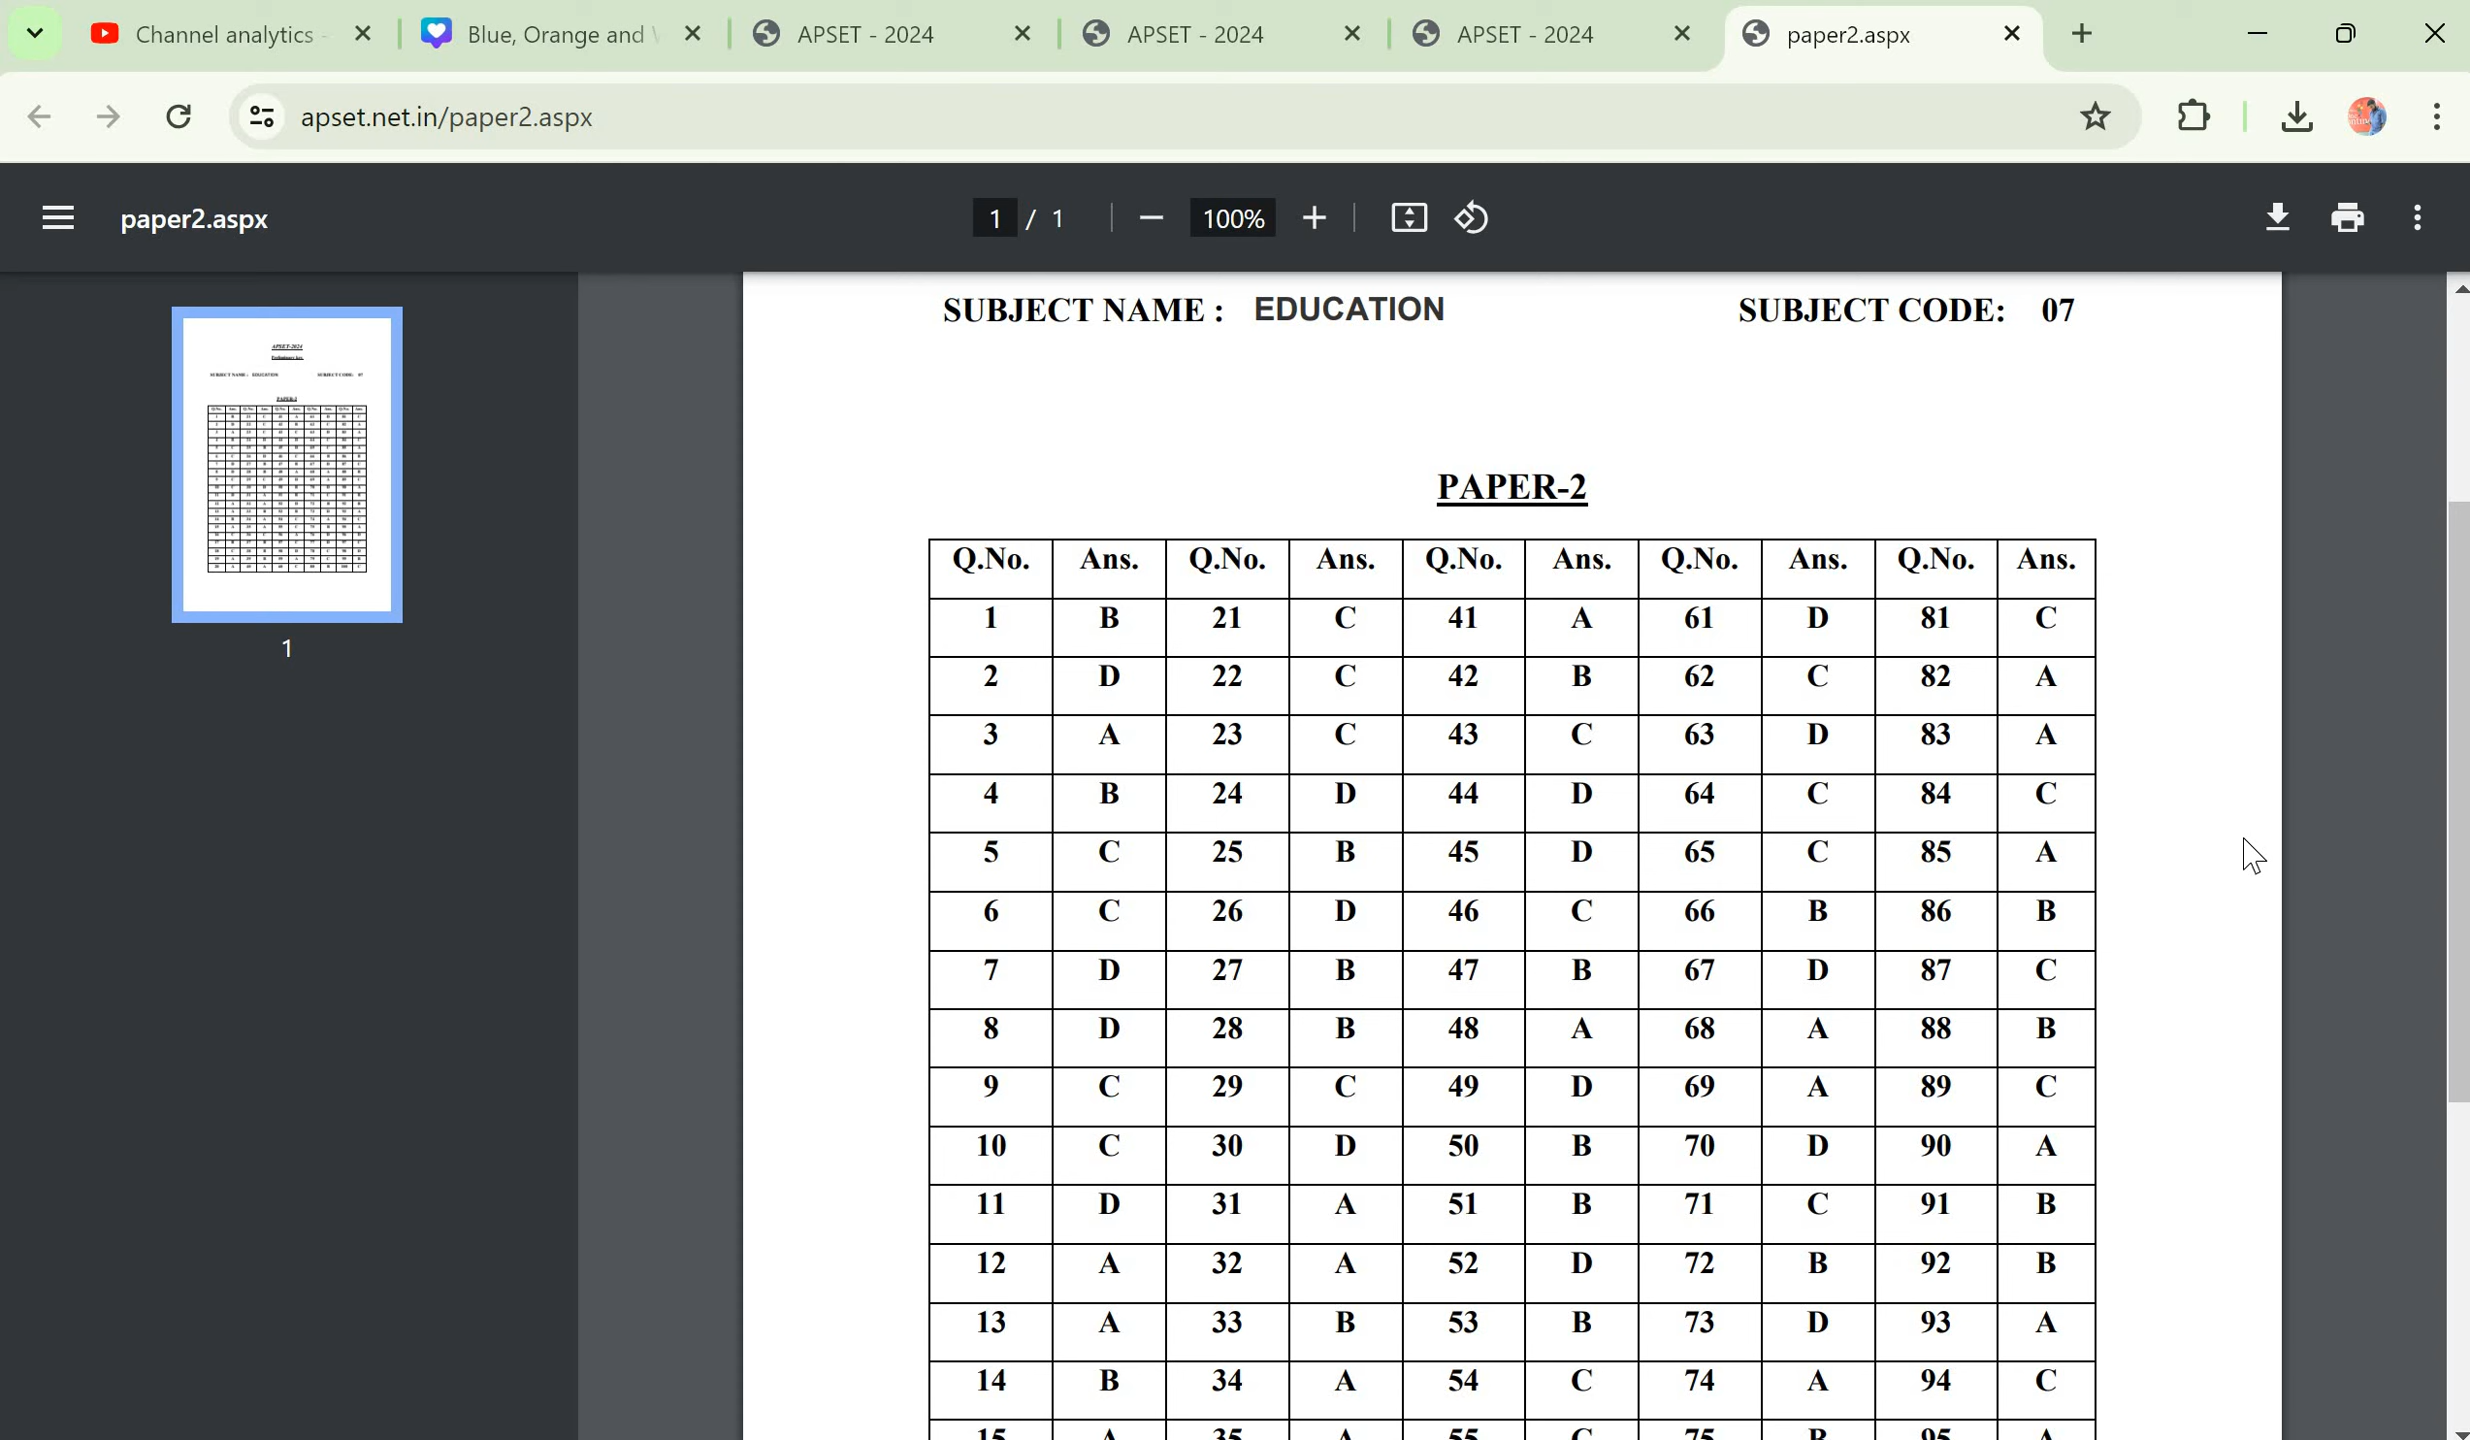 Channel analytics -
Blue, Orange and W
APSET - 2024
APSET - 2024
APSET - 2024
paper2.aspx
apset.net.in/paper2.aspx
paper2.aspx
1 / 1
100%
1
SUBJECT NAME : EDUCATION SUBJECT CODE: 07
PAPER-2
Q.No. Ans. Q.No. Ans. Q.No. Ans. Q.No. Ans. Q.No. Ans.
1 B 21 C 41 A 61 D 81 C
2 D 22 C 42 B 62 C 82 A
3 A 23 C 43 C 63 D 83 A
4 B 24 D 44 D 64 C 84 C
5 C 25 B 45 D 65 C 85 A
6 C 26 D 46 C 66 B 86 B
7 D 27 B 47 B 67 D 87 C
8 D 28 B 48 A 68 A 88 B
9 C 29 C 49 D 69 A 89 C
10 C 30 D 50 B 70 D 90 A
11 D 31 A 51 B 71 C 91 B
12 A 32 A 52 D 72 B 92 B
13 A 33 B 53 B 73 D 93 A
14 B 34 A 54 C 74 A 94 C
15 A 35 A 55 C 75 B 95 A